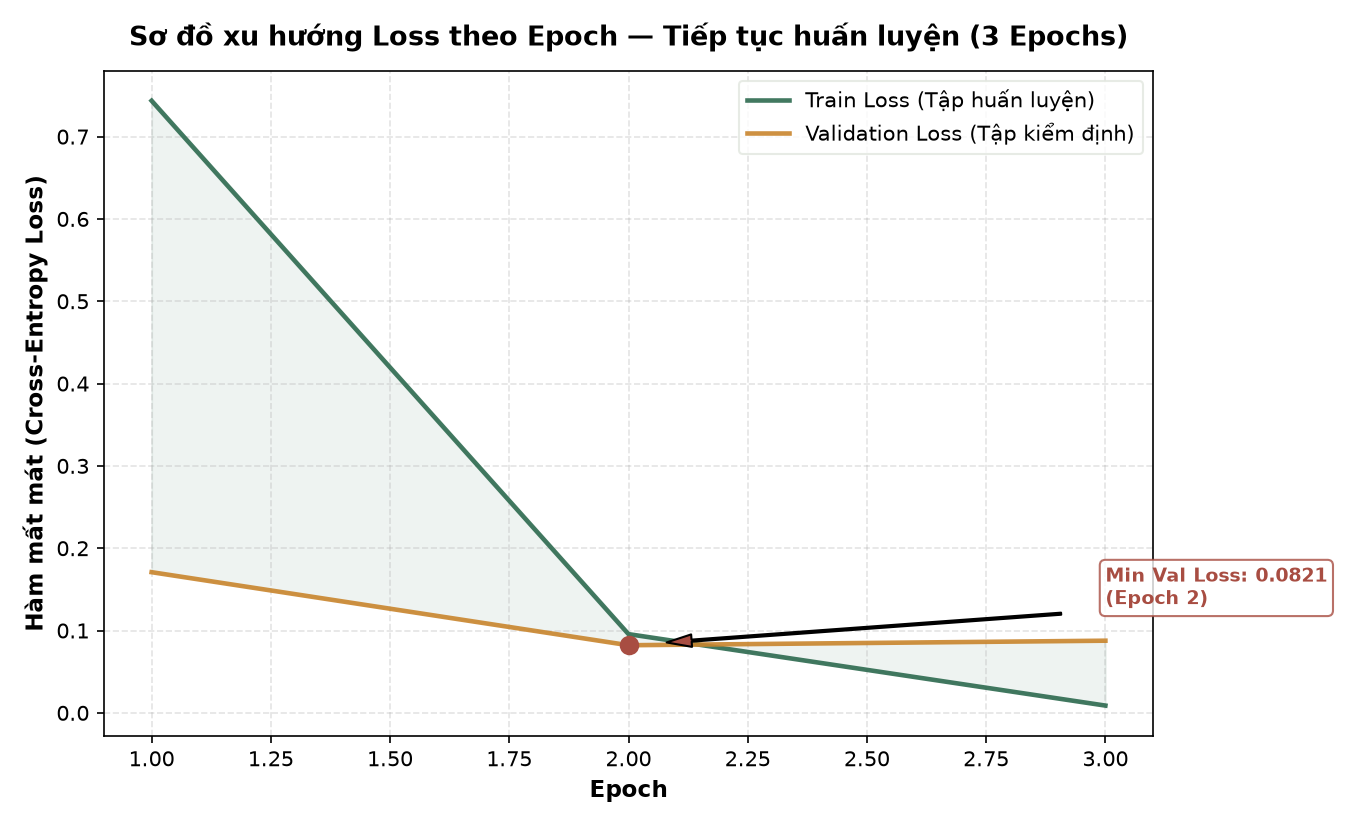 Sơ đồ xu hướng Loss theo Epoch — Tiếp tục huấn luyện (3 Epochs)
Train Loss (Tập huấn luyện)
Validation Loss (Tập kiểm định)
Hàm mất mát (Cross-Entropy Loss)
0.7
0.6
0.5
0.4
0.3
0.2
0.1
0.0
Min Val Loss: 0.0821
(Epoch 2)
1.00 1.25 1.50 1.75 2.00 2.25 2.50 2.75 3.00
Epoch